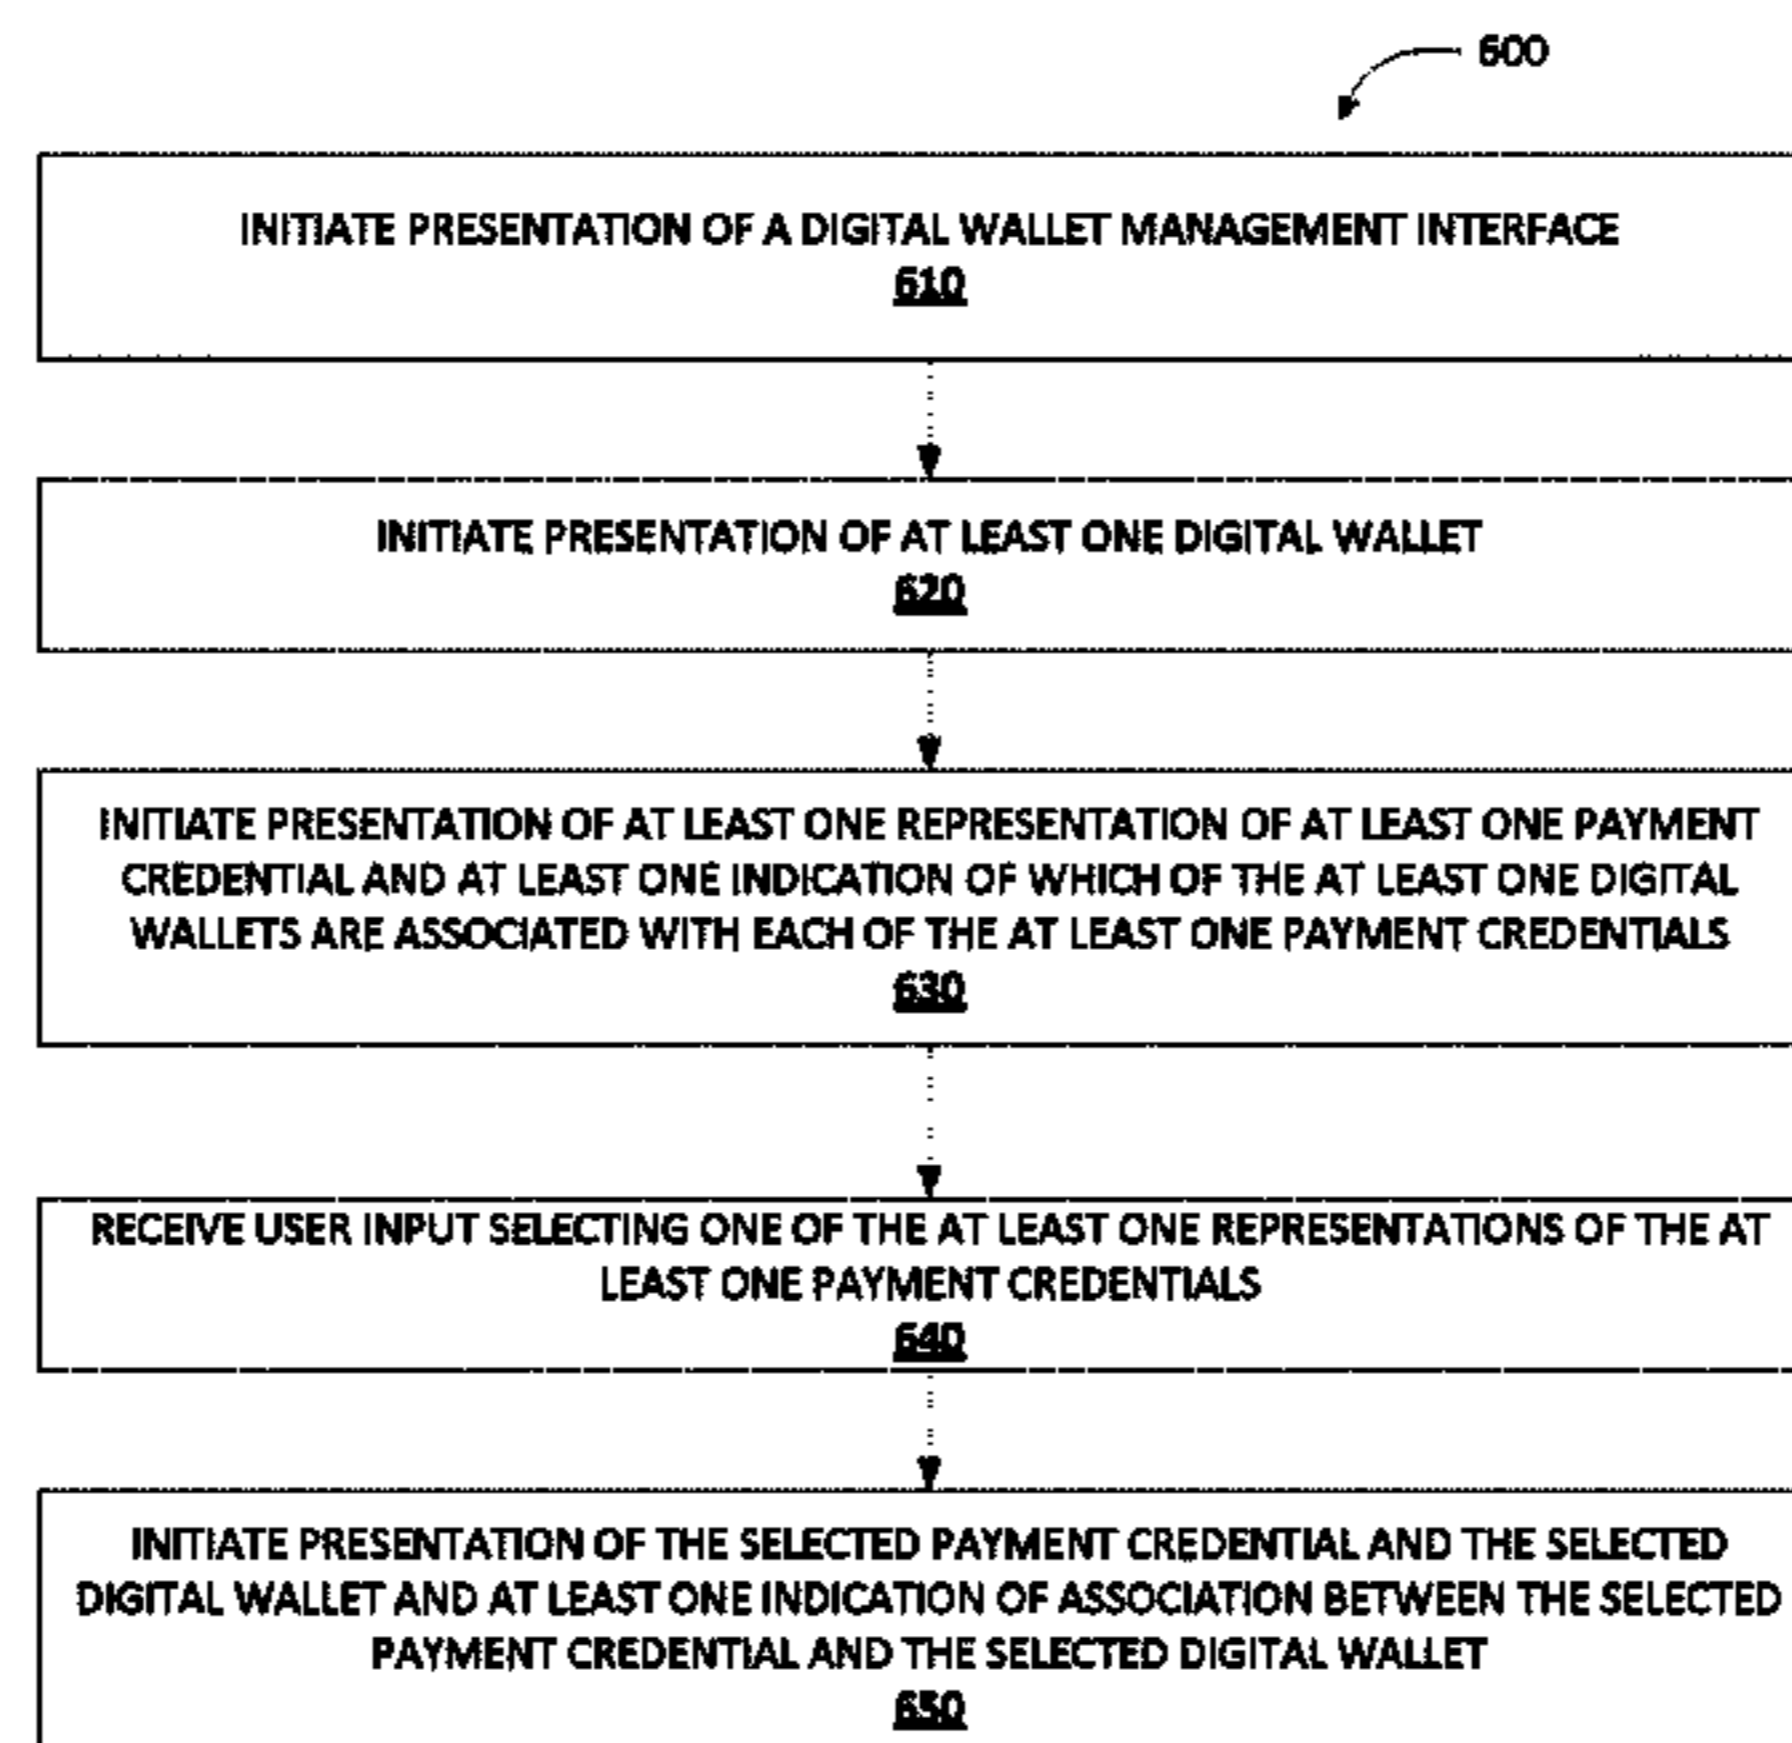 600
INITIATE PRESENTATION OF A DIGITAL WALLET MANAGEMENT INTERFACE
610
INITIATE PRESENTATION OF AT LEAST ONE DIGITAL WALLET
620
INITIATE PRESENTATION OF AT LEAST ONE REPRESENTATION OF AT LEAST ONE PAYMENT
CREDENTIAL AND AT LEAST ONE INDICATION OF WHICH OF THE AT LEAST ONE DIGITAL
WALLETS ARE ASSOCIATED WITH EACH OF THE AT LEAST ONE PAYMENT CREDENTIALS
630
RECEIVE USER INPUT SELECTING ONE OF THE AT LEAST ONE REPRESENTATIONS OF THE AT
LEAST ONE PAYMENT CREDENTIALS
640
INITIATE PRESENTATION OF THE SELECTED PAYMENT CREDENTIAL AND THE SELECTED
DIGITAL WALLET AND AT LEAST ONE INDICATION OF ASSOCIATION BETWEEN THE SELECTED
PAYMENT CREDENTIAL AND THE SELECTED DIGITAL WALLET
650